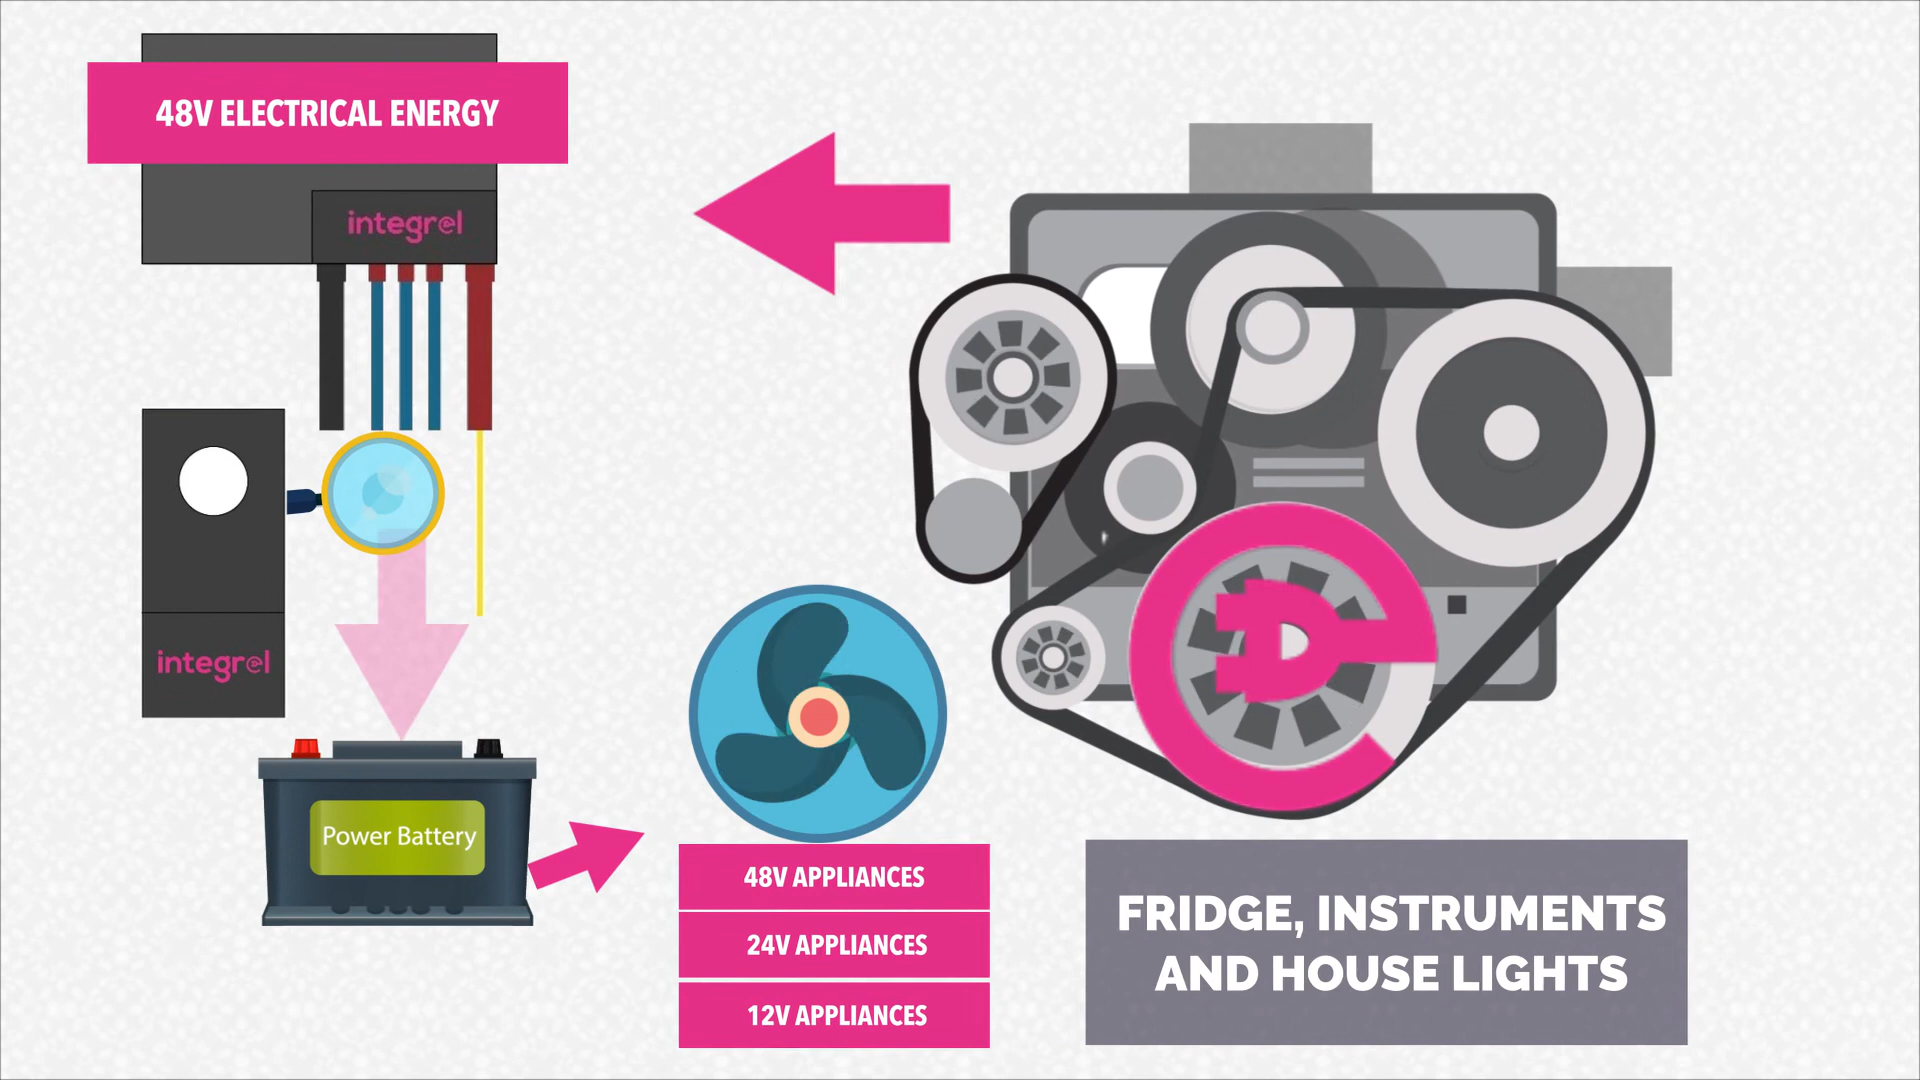 48V ELECTRICAL ENERGY
integrel
integrel
Power Battery
48V APPLIANCES
24V APPLIANCES
12V APPLIANCES
FRIDGE, INSTRUMENTS
AND HOUSE LIGHTS